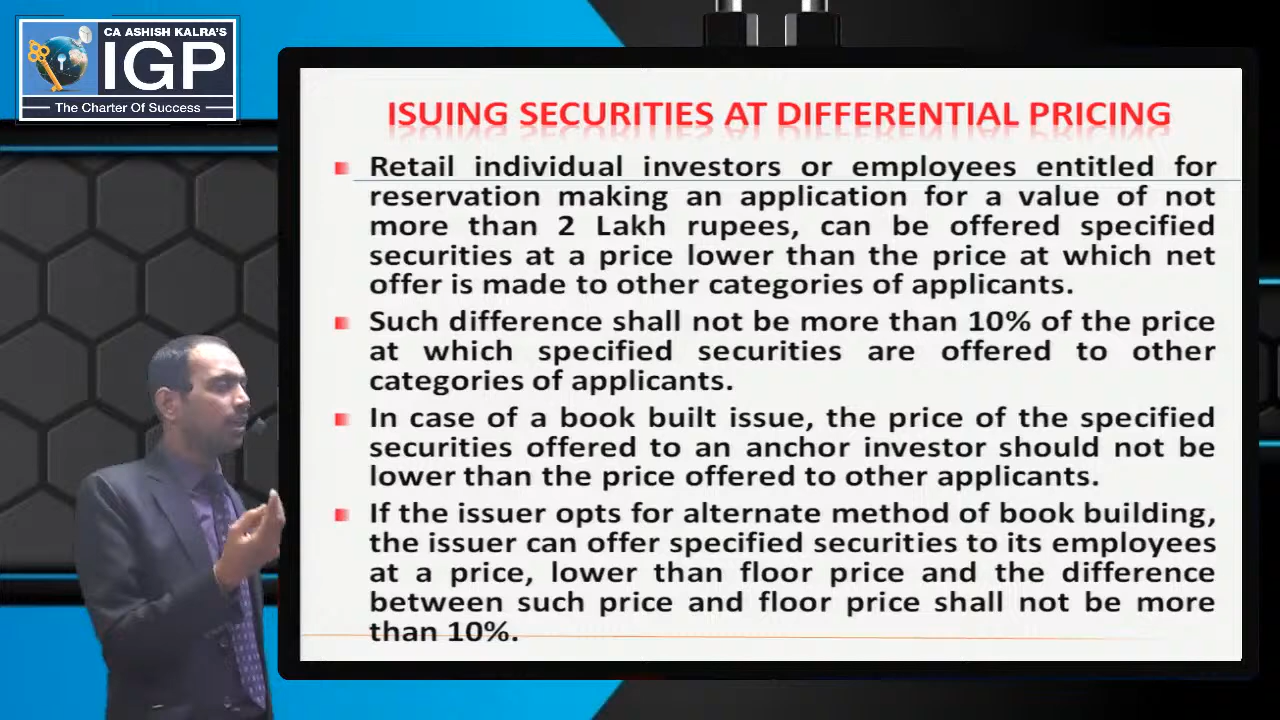 CA ASHISH KALRA'S
IGP
The Charter Of Success
ISUING SECURITIES AT DIFFERENTIAL PRICING
Retail individual investors or employees entitled for
reservation making an application for a value of not
more than 2 Lakh rupees, can be offered specified
securities at a price lower than the price at which net
offer is made to other categories of applicants.
Such difference shall not be more than 10% of the price
at which specified securities are offered to other
categories of applicants.
In case of a book built issue, the price of the specified
securities offered to an anchor investor should not be
lower than the price offered to other applicants.
If the issuer opts for alternate method of book building,
the issuer can offer specified securities to its employees
at a price, lower than floor price and the difference
between such price and floor price shall not be more
than 10%.